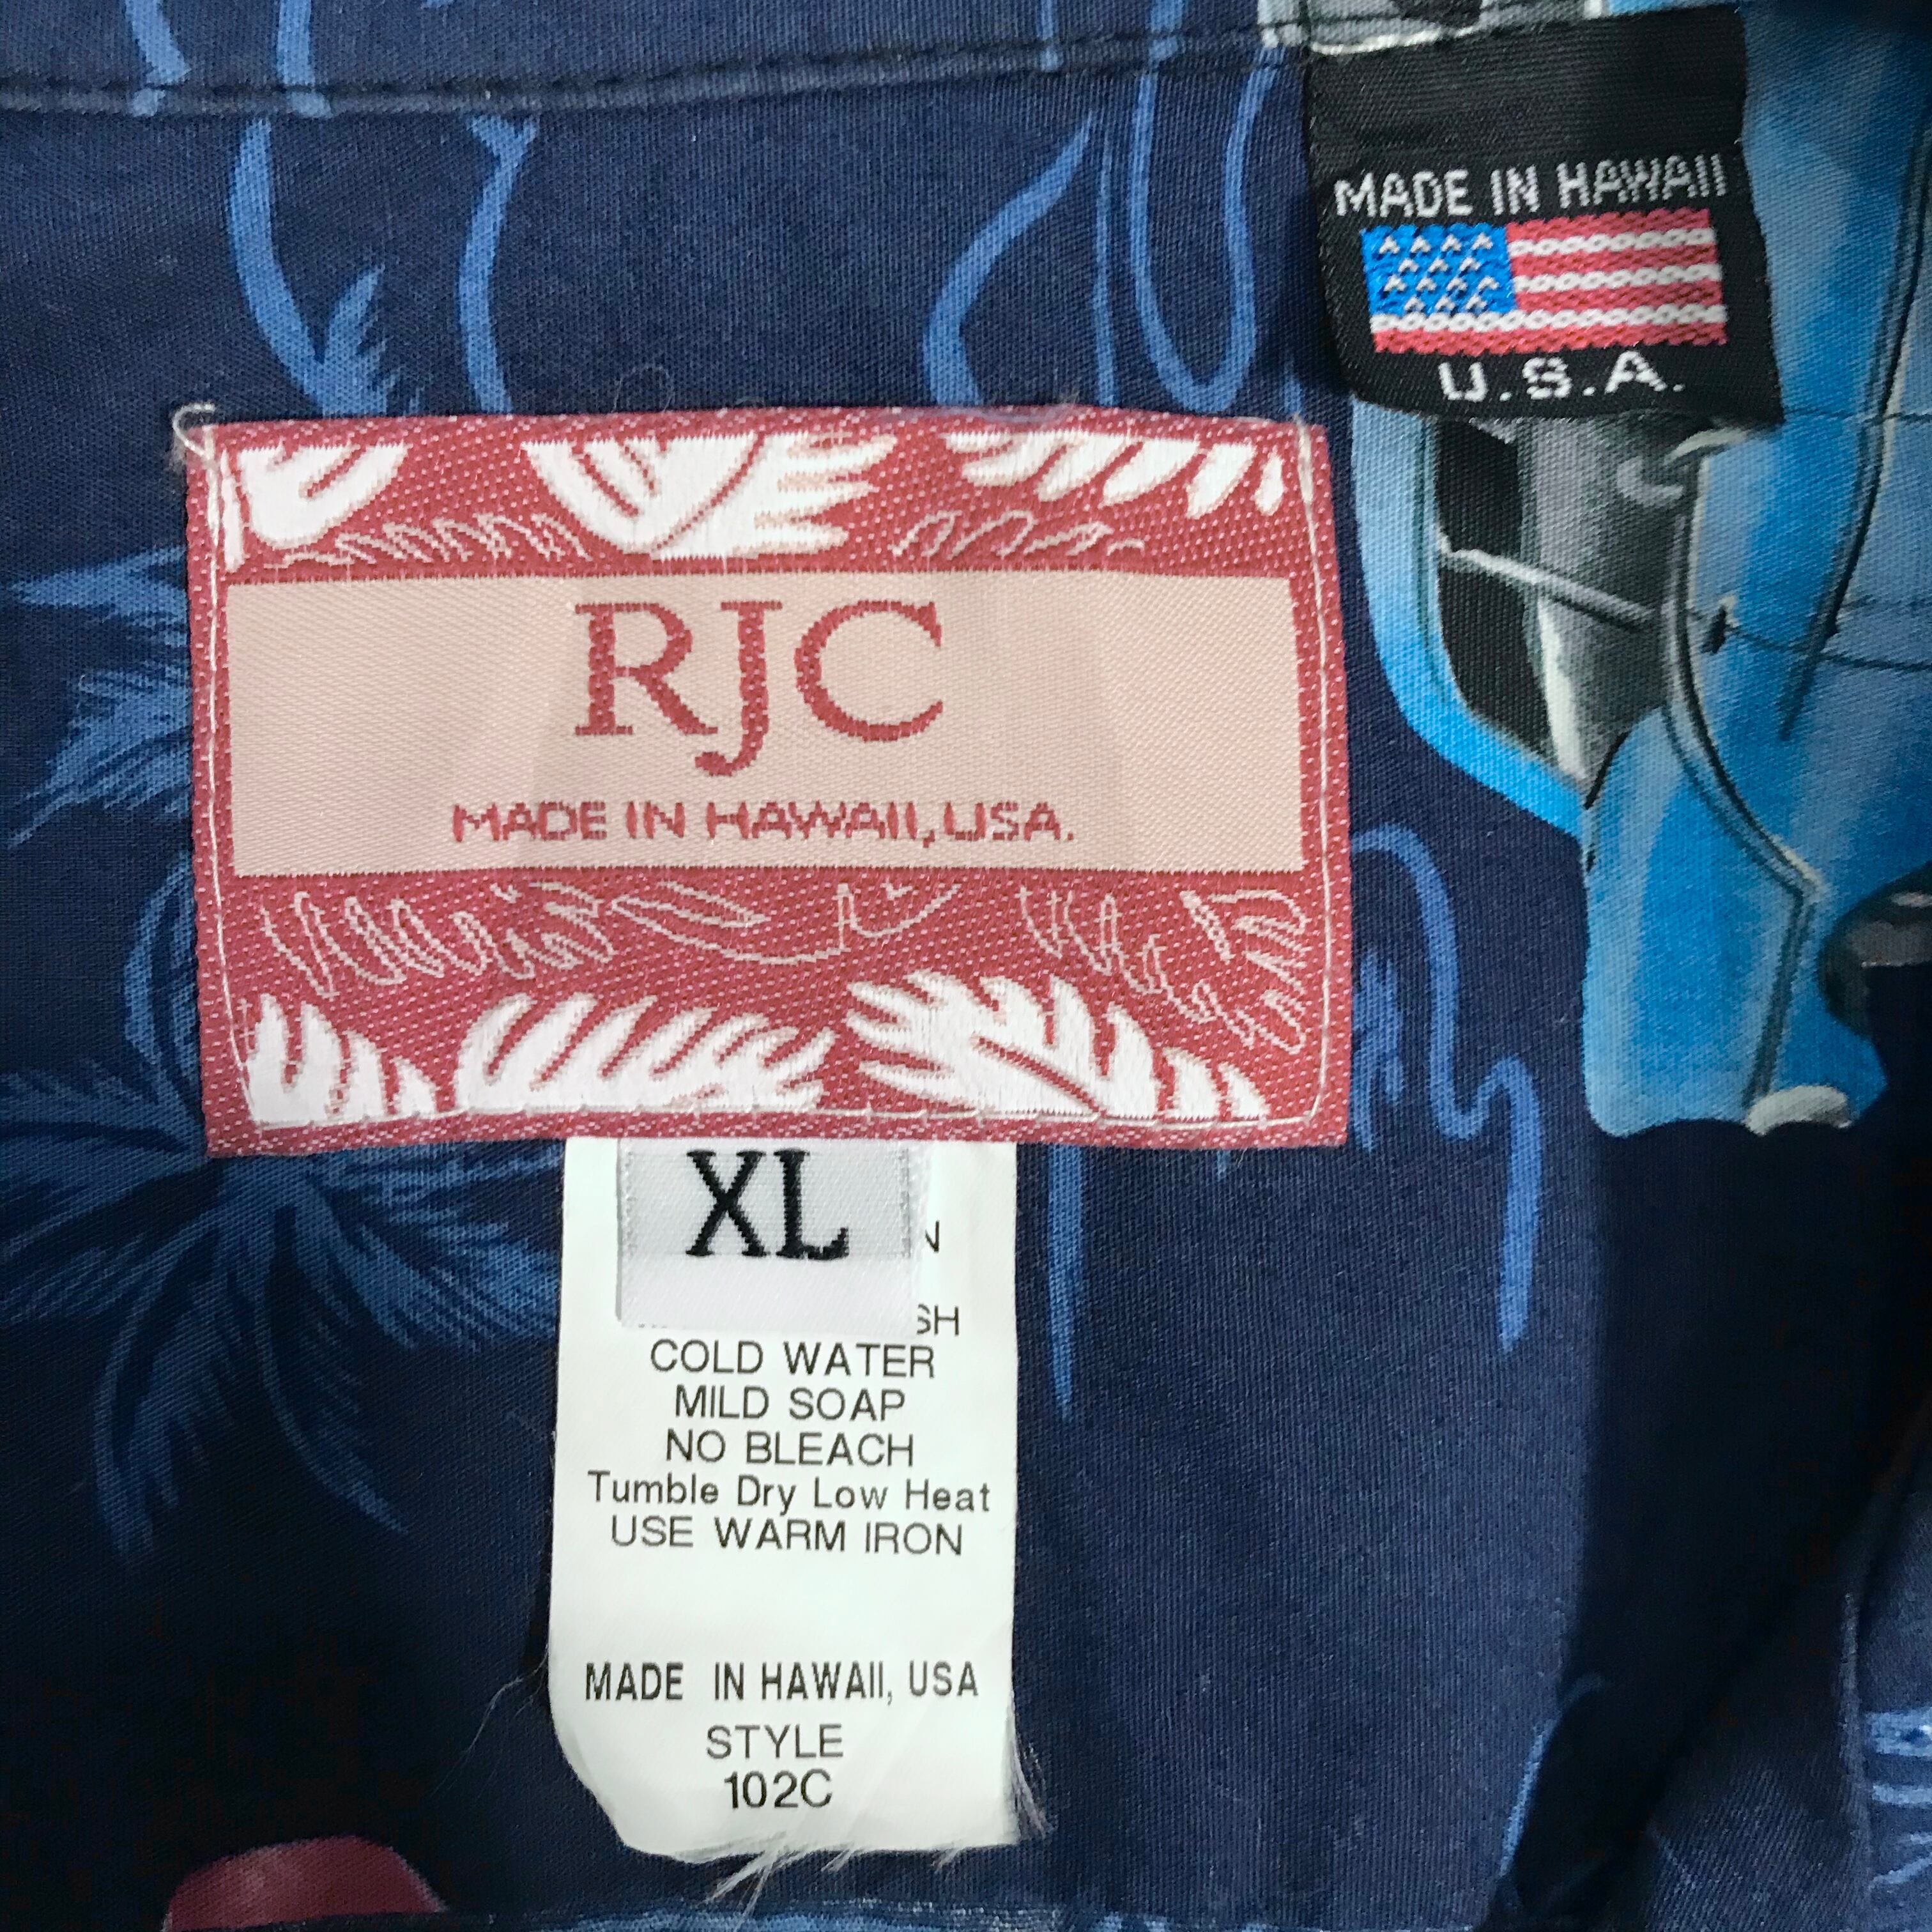 MADE IN HAWAII
U.S.A.
RJC
MADE IN HAWAII, USA.
XL
COLD WATER
MILD SOAP
NO BLEACH
Tumble Dry Low Heat
USE WARM IRON
MADE IN HAWAII, USA
STYLE
102C